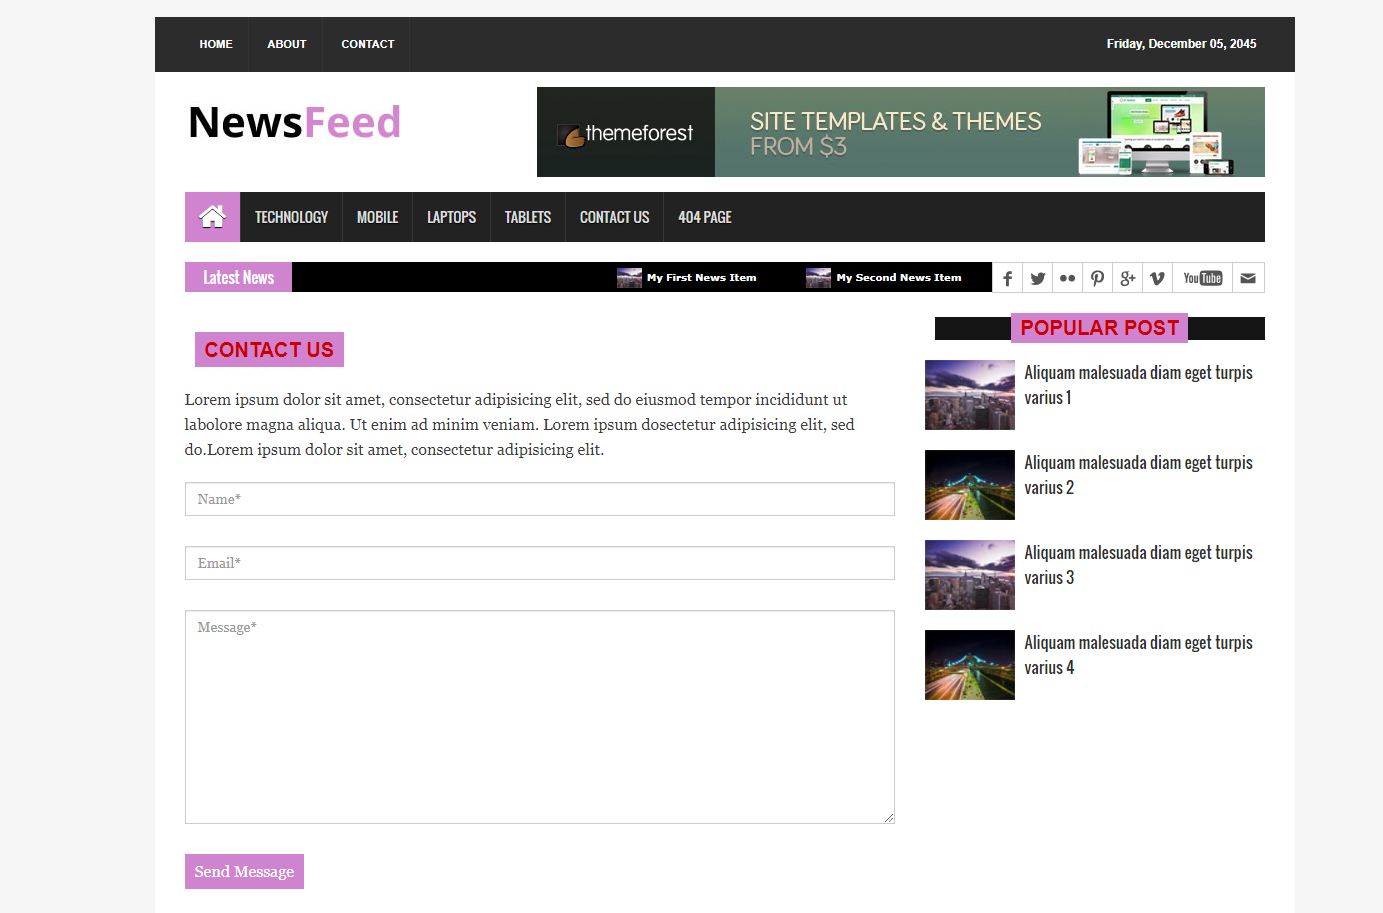 HOME ABOUT CONTACT Friday, December 05, 2045
NewsFeed
themeforest
SITE TEMPLATES & THEMES
FROM $3
TECHNOLOGY MOBILE LAPTOPS TABLETS CONTACT US 404 PAGE
Latest News My First News Item My Second News Item You Tube
CONTACT US
Lorem ipsum dolor sit amet, consectetur adipisicing elit, sed do eiusmod tempor incididunt ut
labolore magna aliqua. Ut enim ad minim veniam. Lorem ipsum dosectetur adipisicing elit, sed
do.Lorem ipsum dolor sit amet, consectetur adipisicing elit.
Name*
Email*
Message*
Send Message
POPULAR POST
Aliquam malesuada diam eget turpis
varius 1
Aliquam malesuada diam eget turpis
varius 2
Aliquam malesuada diam eget turpis
varius 3
Aliquam malesuada diam eget turpis
varius 4